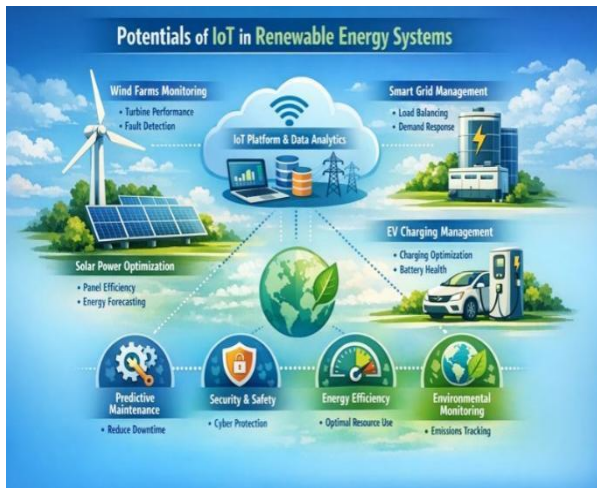 Potentials of IoT in Renewable Energy Systems
Wind Farms Monitoring
• Turbine Performance
• Fault Detection
IoT Platform & Data Analytics
Smart Grid Management
• Load Balancing
• Demand Response
Solar Power Optimization
• Panel Efficiency
• Energy Forecasting
EV Charging Management
• Charging Optimization
• Battery Health
Predictive
Maintenance
• Reduce Downtime
Security & Safety
• Cyber Protection
Energy Efficiency
• Optimal Resource Use
Environmental
Monitoring
• Emissions Tracking